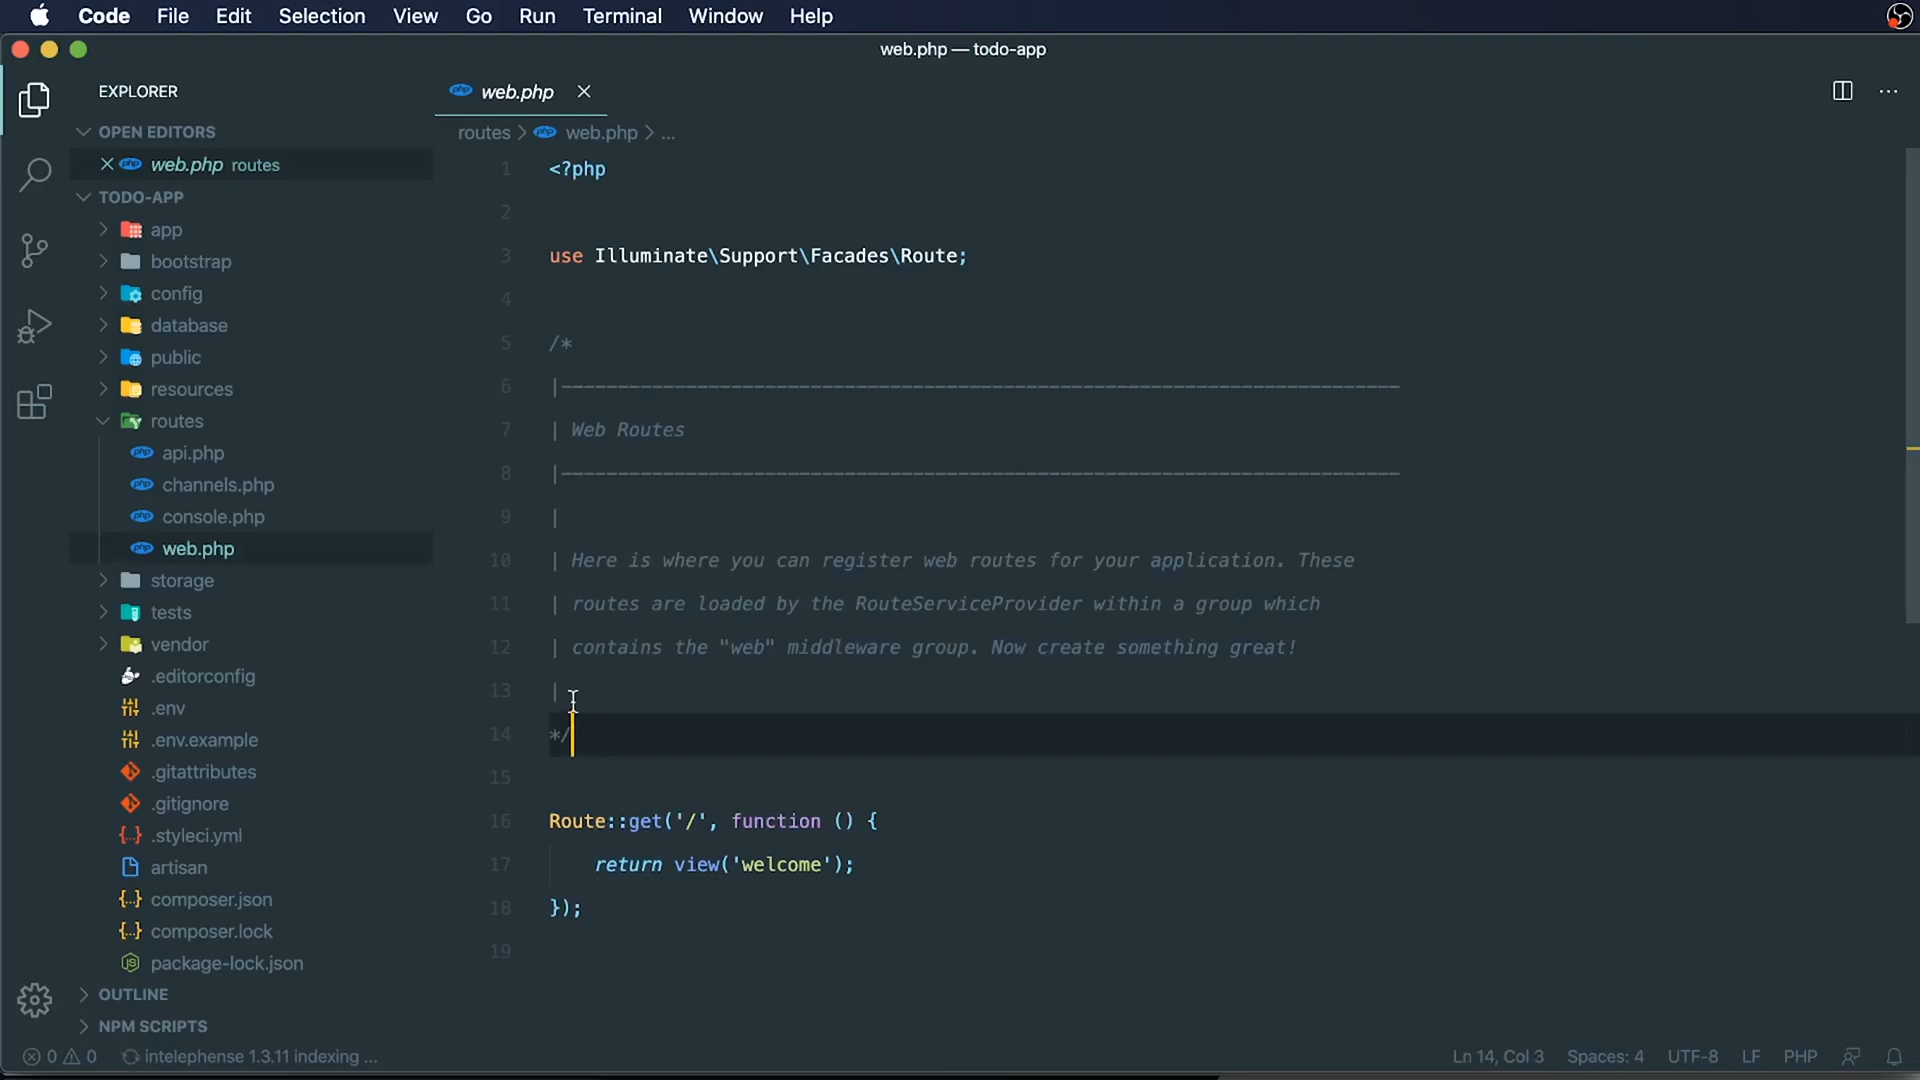 Code File Edit Selection View Go Run Terminal Window Help
web.php — todo-app
EXPLORER
OPEN EDITORS
web.php routes
TODO-APP
app
bootstrap
config
database
public
resources
routes
api.php
channels.php
console.php
web.php
storage
tests
vendor
.editorconfig
.env
.env.example
.gitattributes
.gitignore
.styleci.yml
artisan
composer.json
composer.lock
package-lock.json
OUTLINE
NPM SCRIPTS
web.php
routes > web.php > ...
1 <?php
2
3 use Illuminate\Support\Facades\Route;
4
5 /*
6 |--------------------------------------------------------------------------
7 | Web Routes
8 |--------------------------------------------------------------------------
9 |
10 | Here is where you can register web routes for your application. These
11 | routes are loaded by the RouteServiceProvider within a group which
12 | contains the "web" middleware group. Now create something great!
13 |
14 */
15
16 Route::get('/', function () {
17 return view('welcome');
18 });
19
0 0 intelephense 1.3.11 indexing ...
Ln 14, Col 3 Spaces: 4 UTF-8 LF PHP